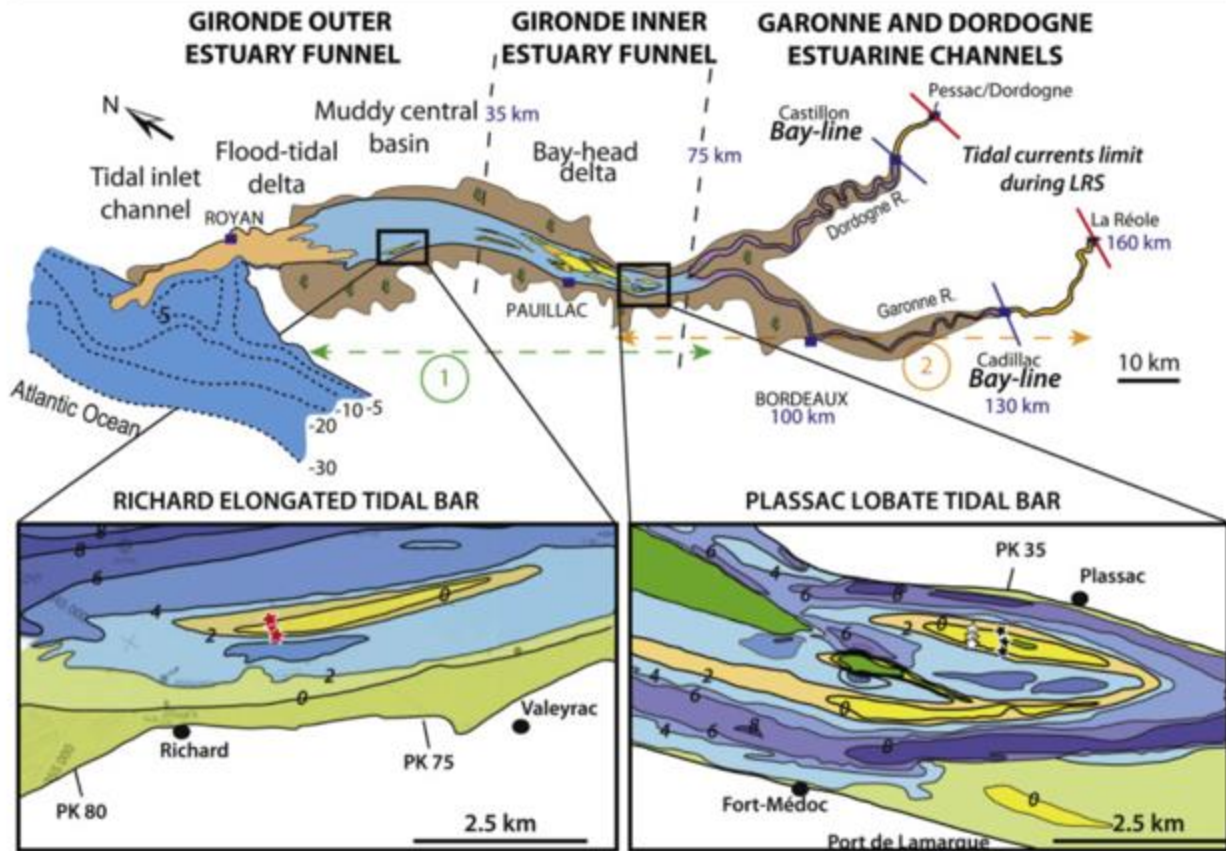 GIRONDE OUTER
ESTUARY FUNNEL
GIRONDE INNER
ESTUARY FUNNEL
GARONNE AND DORDOGNE
ESTUARINE CHANNELS
N
Muddy central
basin
35 km
Flood-tidal
delta
Tidal inlet
channel
ROYAN
Bay-head
delta
75 km
Castillon
Bay-line
Pessac/Dordogne
Tidal currents limit
during LRS
Dordogne R.
La Réole
160 km
PAUILLAC
Garonne R.
5
1
2
Cadillac
Bay-line
130 km
10 km
BORDEAUX
100 km
Atlantic Ocean
-10
-5
-20
-30
RICHARD ELONGATED TIDAL BAR
PLASSAC LOBATE TIDAL BAR
8
6
4
2
0
2
0
Richard
Valeyrac
PK 75
PK 80
2.5 km
PK 35
Plassac
6
4
6
8
6
2
0
4
6
2
0
4
6
8
8
0
Fort-Médoc
Port de Lamarque
2.5 km